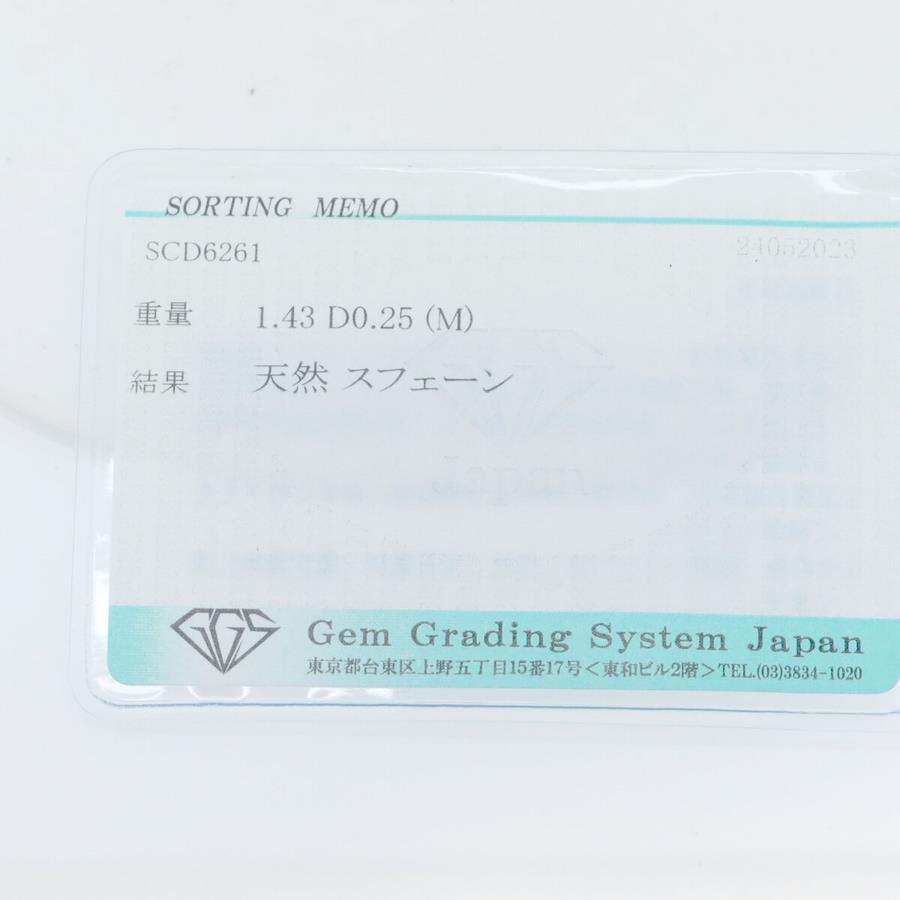 SORTING MEMO
SCD6261 24052023
重量 1.43 D0.25 (M)
結果 天然 スフェーン
Japan
GGS Gem Grading System Japan
東京都台東区上野五丁目15番17号<東和ビル2階>TEL.(03)3834-1020